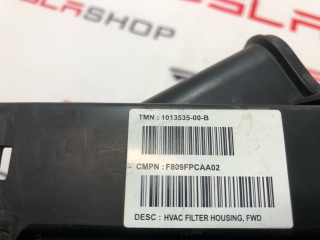 TMN : 1013535-00-B
CMPN : F809FPCAA02
DESC : HVAC FILTER HOUSING, FWD